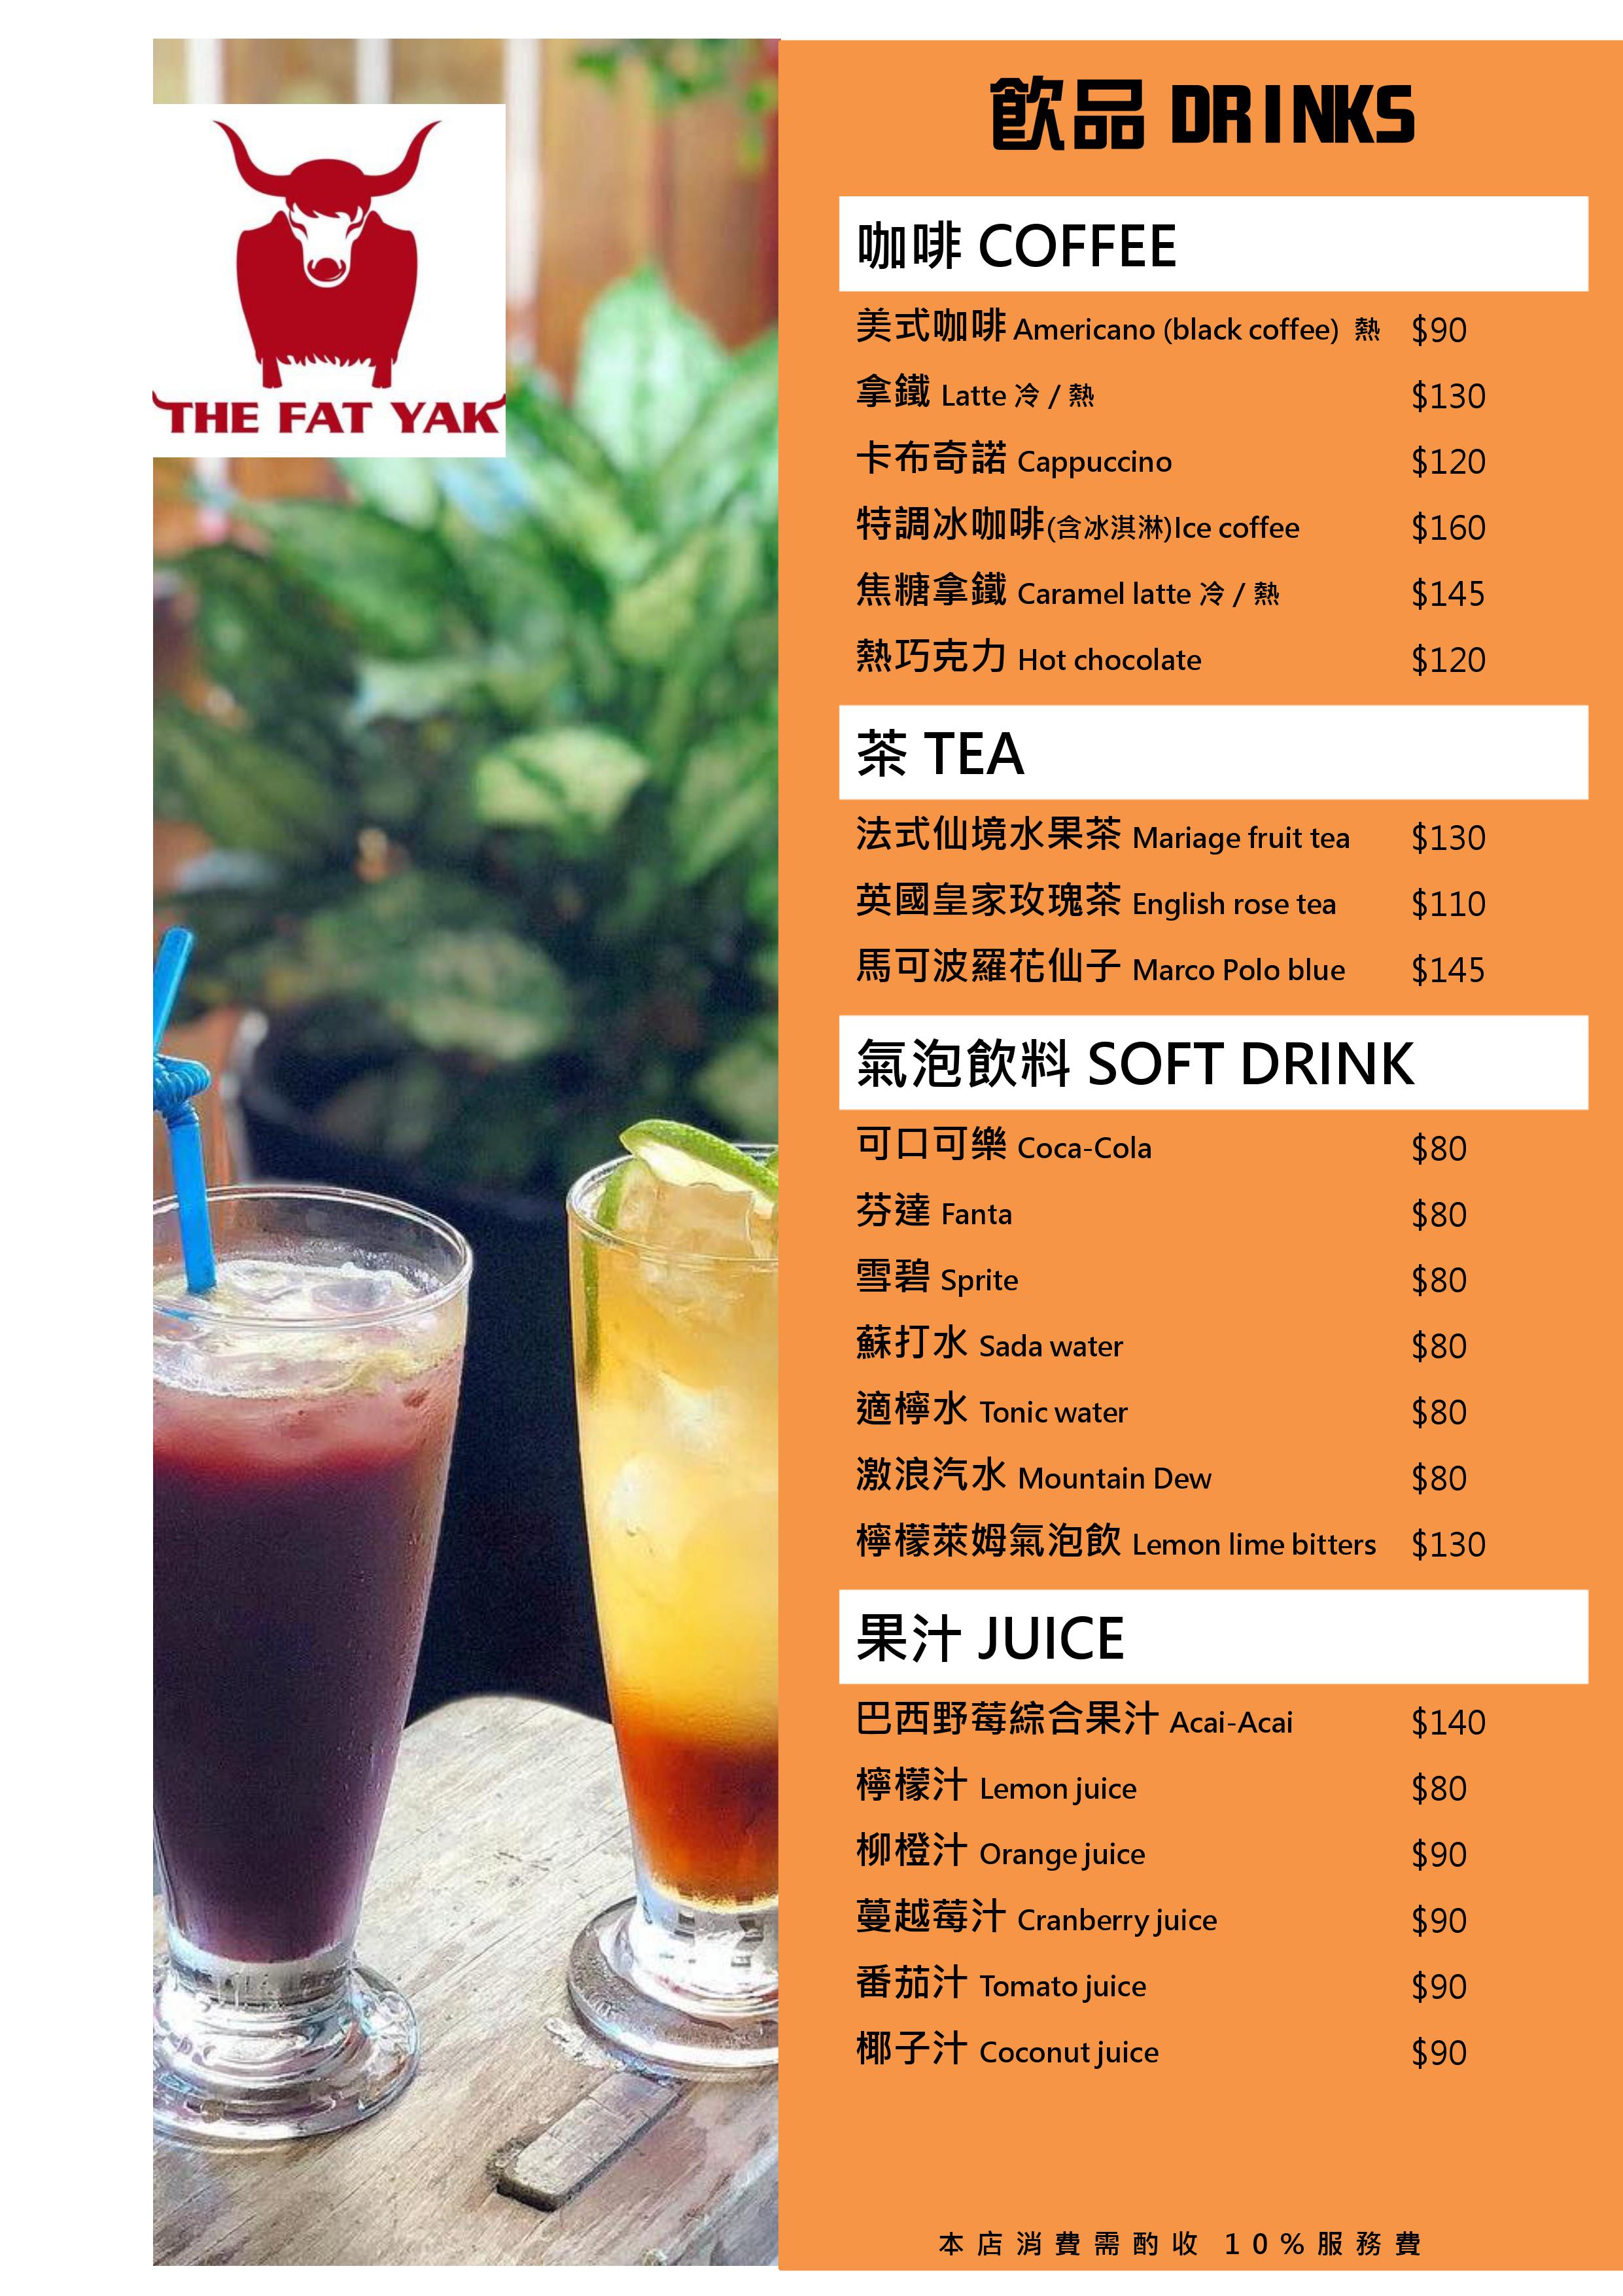 THE FAT YAK
飲品 DRINKS
咖啡 COFFEE
美式咖啡 Americano (black coffee) 熱 $90
拿鐵 Latte 冷 / 熱 $130
卡布奇諾 Cappuccino $120
特調冰咖啡(含冰淇淋)Ice coffee $160
焦糖拿鐵 Caramel latte 冷 / 熱 $145
熱巧克力 Hot chocolate $120
茶 TEA
法式仙境水果茶 Mariage fruit tea $130
英國皇家玫瑰茶 English rose tea $110
馬可波羅花仙子 Marco Polo blue $145
氣泡飲料 SOFT DRINK
可口可樂 Coca-Cola $80
芬達 Fanta $80
雪碧 Sprite $80
蘇打水 Sada water $80
適檸水 Tonic water $80
激浪汽水 Mountain Dew $80
檸檬萊姆氣泡飲 Lemon lime bitters $130
果汁 JUICE
巴西野莓綜合果汁 Acai-Acai $140
檸檬汁 Lemon juice $80
柳橙汁 Orange juice $90
蔓越莓汁 Cranberry juice $90
番茄汁 Tomato juice $90
椰子汁 Coconut juice $90
本店消費需酌收 10%服務費